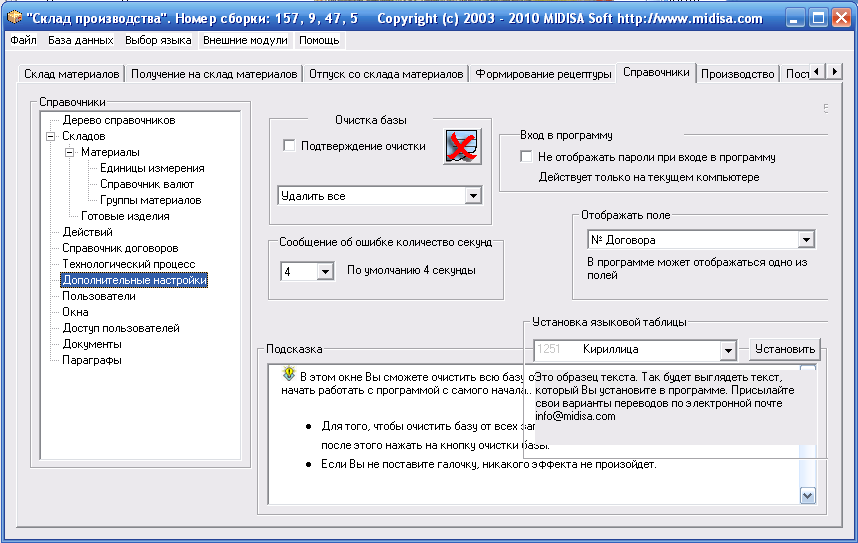 "Склад производства". Номер сборки: 157, 9, 47, 5 Copyright (c) 2003 - 2010 MIDISA Soft http://www.midisa.com
Файл База данных Выбор языка Внешние модули Помощь
Склад материалов Получение на склад материалов Отпуск со склада материалов Формирование рецептуры Справочники Производство Пост
Справочники
Дерево справочников
Складов
Материалы
Единицы измерения
Справочник валют
Группы материалов
Готовые изделия
Действий
Справочник договоров
Технологический процесс
Дополнительные настройки
Пользователи
Окна
Доступ пользователей
Документы
Параграфы
Очистка базы
Подтверждение очистки
Удалить все
Сообщение об ошибке количество секунд
4 По умолчанию 4 секунды
Вход в программу
Не отображать пароли при входе в программу
Действует только на текущем компьютере
Отображать поле
№ Договора
В программе может отображаться одно из
полей
Установка языковой таблицы
1251 Кириллица Установить
Это образец текста. Так будет выглядеть текст,
который Вы установите в программе. Присылайте
свои варианты переводов по электронной почте
info@midisa.com
Подсказка
В этом окне Вы сможете очистить всю базу
начать работать с программой с самого начала.
• Для того, чтобы очистить базу от всех
после этого нажать на кнопку очистки базы.
• Если Вы не поставите галочку, никакого эффекта не произойдет.